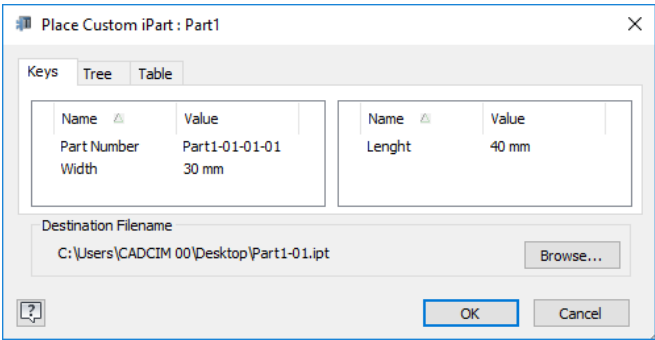 Place Custom iPart : Part1
Keys Tree Table
Name Value Name Value
Part Number Part1-01-01-01 Lenght 40 mm
Width 30 mm
Destination Filename
C:\Users\CADCIM 00\Desktop\Part1-01.ipt Browse...
? OK Cancel